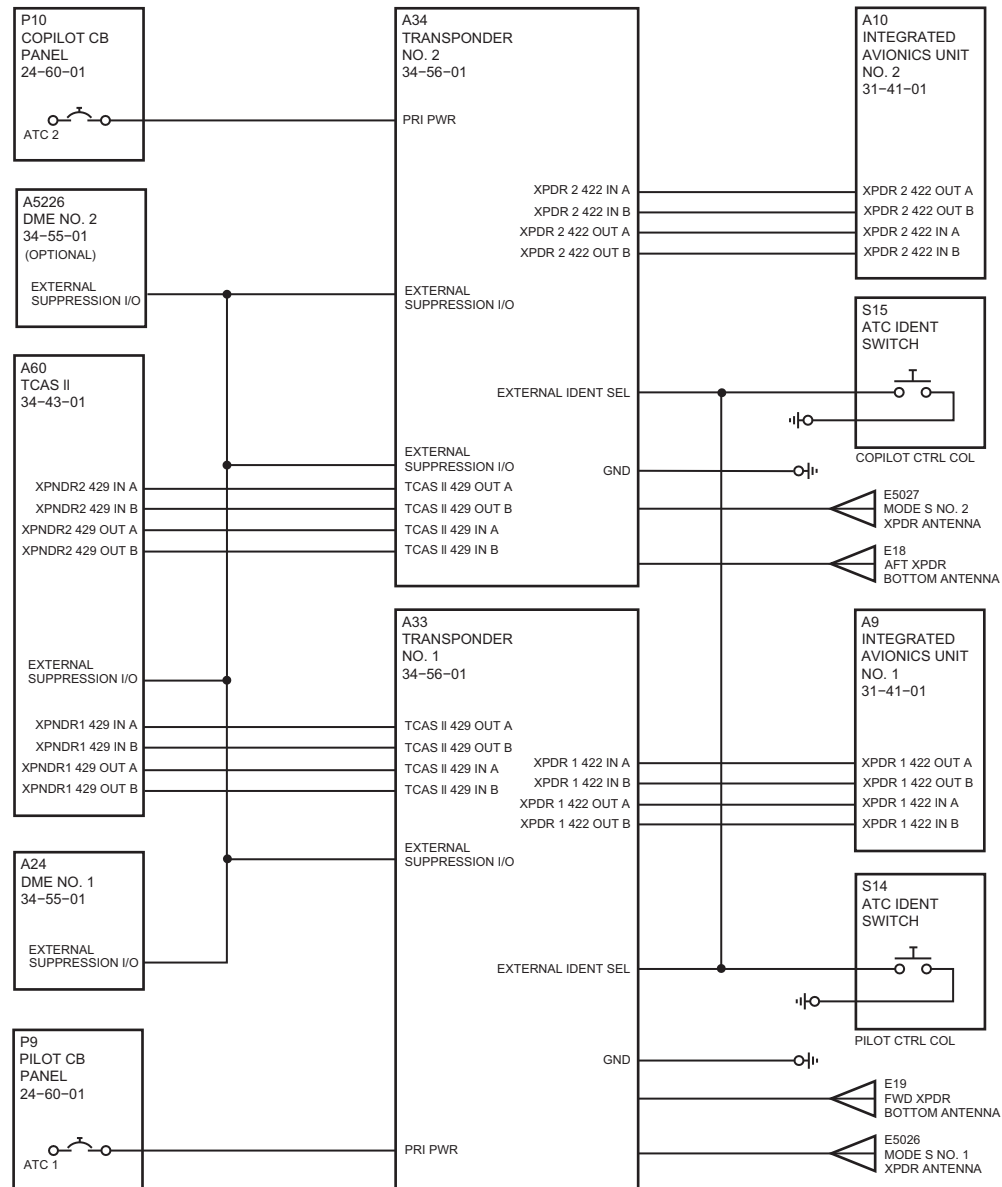 P10
COPILOT CB
PANEL
24−60−01
ATC 2
A5226
DME NO. 2
34−55−01
(OPTIONAL)
EXTERNAL
SUPPRESSION I/O
A60
TCAS II
34−43−01
XPNDR2 429 IN A
XPNDR2 429 IN B
XPNDR2 429 OUT A
XPNDR2 429 OUT B
EXTERNAL
SUPPRESSION I/O
XPNDR1 429 IN A
XPNDR1 429 IN B
XPNDR1 429 OUT A
XPNDR1 429 OUT B
A24
DME NO. 1
34−55−01
EXTERNAL
SUPPRESSION I/O
P9
PILOT CB
PANEL
24−60−01
ATC 1
A34
TRANSPONDER
NO. 2
34−56−01
PRI PWR
XPDR 2 422 IN A
XPDR 2 422 IN B
XPDR 2 422 OUT A
XPDR 2 422 OUT B
EXTERNAL
SUPPRESSION I/O
EXTERNAL IDENT SEL
EXTERNAL
SUPPRESSION I/O
GND
TCAS II 429 OUT A
TCAS II 429 OUT B
TCAS II 429 IN A
TCAS II 429 IN B
A33
TRANSPONDER
NO. 1
34−56−01
TCAS II 429 OUT A
TCAS II 429 OUT B
TCAS II 429 IN A
TCAS II 429 IN B
XPDR 1 422 IN A
XPDR 1 422 IN B
XPDR 1 422 OUT A
XPDR 1 422 OUT B
EXTERNAL
SUPPRESSION I/O
EXTERNAL IDENT SEL
GND
PRI PWR
A10
INTEGRATED
AVIONICS UNIT
NO. 2
31−41−01
XPDR 2 422 OUT A
XPDR 2 422 OUT B
XPDR 2 422 IN A
XPDR 2 422 IN B
S15
ATC IDENT
SWITCH
COPILOT CTRL COL
E5027
MODE S NO. 2
XPDR ANTENNA
E18
AFT XPDR
BOTTOM ANTENNA
A9
INTEGRATED
AVIONICS UNIT
NO. 1
31−41−01
XPDR 1 422 OUT A
XPDR 1 422 OUT B
XPDR 1 422 IN A
XPDR 1 422 IN B
S14
ATC IDENT
SWITCH
PILOT CTRL COL
E19
FWD XPDR
BOTTOM ANTENNA
E5026
MODE S NO. 1
XPDR ANTENNA